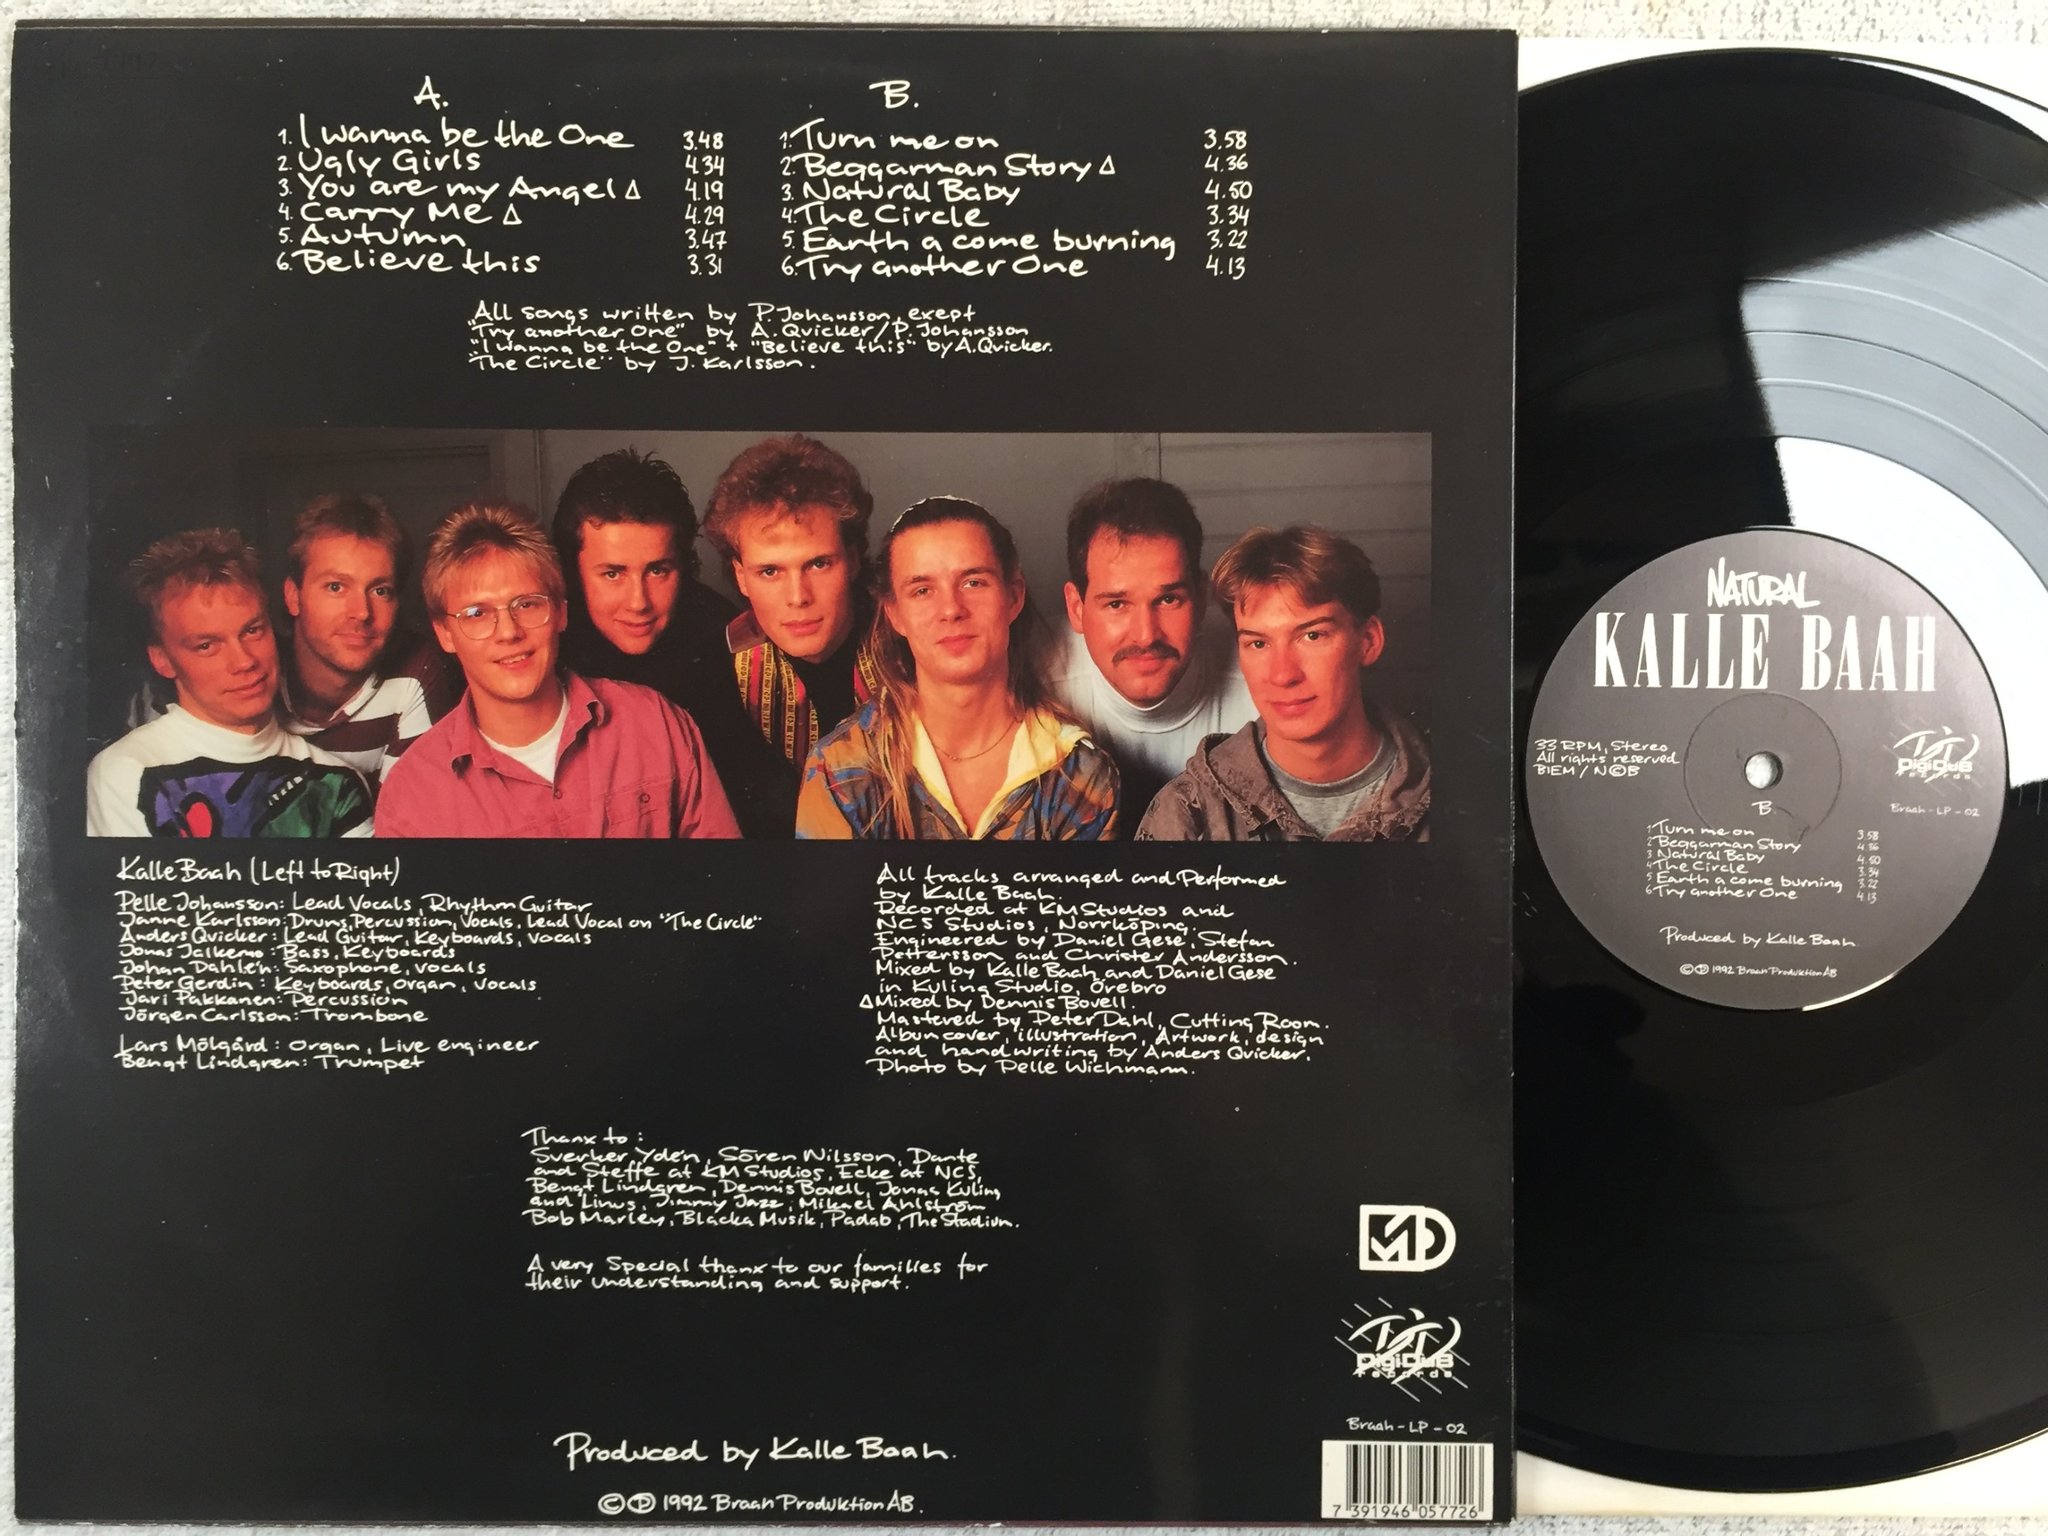 A.
1. I wanna be the One 3.48
2. Ugly Girls 4.34
3. You are my Angel Δ 4.19
4. Carry Me Δ 4.29
5. Autumn 3.47
6. Believe this 3.31
B.
1. Turn me on 3.58
2. Beggarman Story Δ 4.36
3. Natural Baby 4.50
4. The Circle 3.34
5. Earth a come burning 3.22
6. Try another One 4.13
All songs written by P. Johansson, exept
"Try another One" by A. Qvicker/P. Johansson
"I wanna be the One" + "Believe this" by A. Qvicker.
"The Circle" by J. Karlsson.
Kalle Baah (Left to Right)
Pelle Johansson: Lead Vocals, Rhythm Guitar
Janne Karlsson: Drums, Percussion, Vocals, Lead Vocal on "The Circle"
Anders Qvicker: Lead Guitar, Keyboards, Vocals
Jonas Jalkemo: Bass, Keyboards
Johan Dahlén: Saxophone, Vocals
Peter Gerdin: Keyboards, Organ, Vocals
Jari Pakkanen: Percussion
Jörgen Carlsson: Trombone
Lars Mölgård: Organ, Live engineer
Bengt Lindgren: Trumpet
All tracks arranged and Performed
by Kalle Baah.
Recorded at KM Studios and
NCS Studios, Norrköping.
Engineered by Daniel Gese, Stefan
Pettersson and Christer Andersson.
Mixed by Kalle Baah and Daniel Gese
in Kuling Studio, Örebro
Δ Mixed by Dennis Bovell.
Mastered by Peter Dahl, Cutting Room.
Album cover, illustration, Artwork, design
and handwriting by Anders Qvicker.
Photo by Pelle Wichmann.
Thanx to:
Sverker Ydén, Sören Nilsson, Dante
and Steffe at KM Studios, Ecke at NCS,
Bengt Lindgren, Dennis Bovell, Jonas Kuling
and Linus, Jimmy Jazz, Mikael Ahlström
Bob Marley, Blacka Musik, Padab, The Stadium.
A very Special thanx to our families for
their understanding and support.
MD
DigiDub
records
Braah-LP-02
7 391946 057726
Produced by Kalle Baah.
© ℗ 1992 Braah Produktion AB.
NATURAL
KALLE BAAH
33 RPM, Stereo
All rights reserved
BIEM / N©B
DigiDub
records
Braah-LP-02
B.
1 Turn me on 3.58
2 Beggarman Story 4.36
3 Natural Baby 4.50
4 The Circle 3.34
5 Earth a come burning 3.22
6 Try another One 4.13
Produced by Kalle Baah
© ℗ 1992 Braah Produktion AB